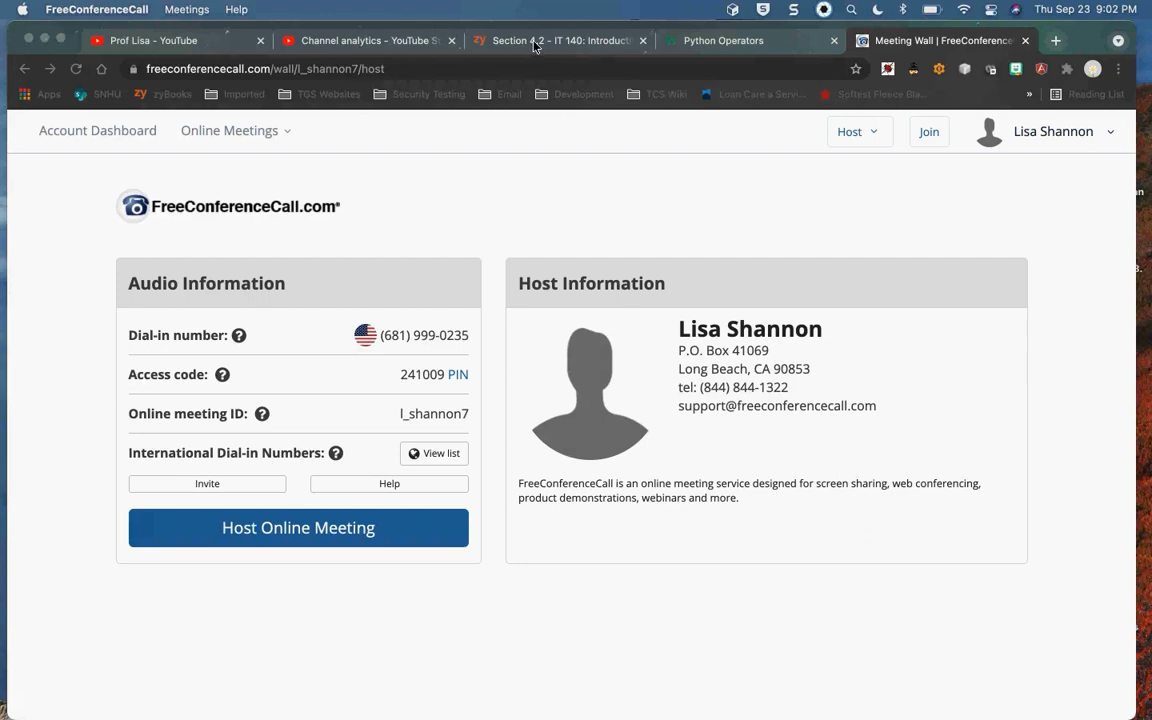 FreeConferenceCall Meetings Help Thu Sep 23 9:02 PM
Prof Lisa - YouTube Channel analytics - YouTube S Section 4.2 - IT 140: Introducti Python Operators Meeting Wall | FreeConference
freeconferencecall.com/wall/l_shannon7/host
Apps SNHU zyBooks Imported TGS Websites Security Testing Email Development TCS Wiki Loan Care a Servi... Softest Fleece Bla... » Reading List
Account Dashboard Online Meetings Host Join Lisa Shannon
FreeConferenceCall.com®
Audio Information
Dial-in number: (681) 999-0235
Access code: 241009 PIN
Online meeting ID: l_shannon7
International Dial-in Numbers: View list
Invite Help
Host Online Meeting
Host Information
Lisa Shannon
P.O. Box 41069
Long Beach, CA 90853
tel: (844) 844-1322
support@freeconferencecall.com
FreeConferenceCall is an online meeting service designed for screen sharing, web conferencing,
product demonstrations, webinars and more.